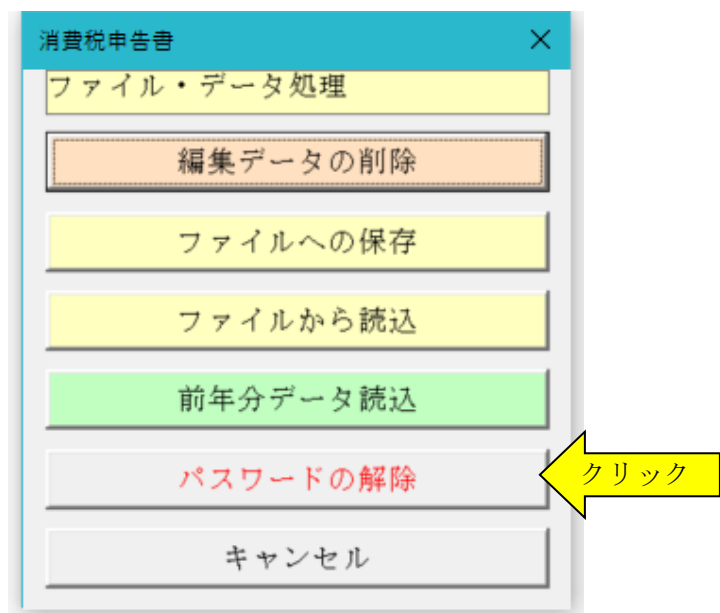 消費税申告書
ファイル・データ処理
編集データの削除
ファイルへの保存
ファイルから読込
前年分データ読込
パスワードの解除
クリック
キャンセル